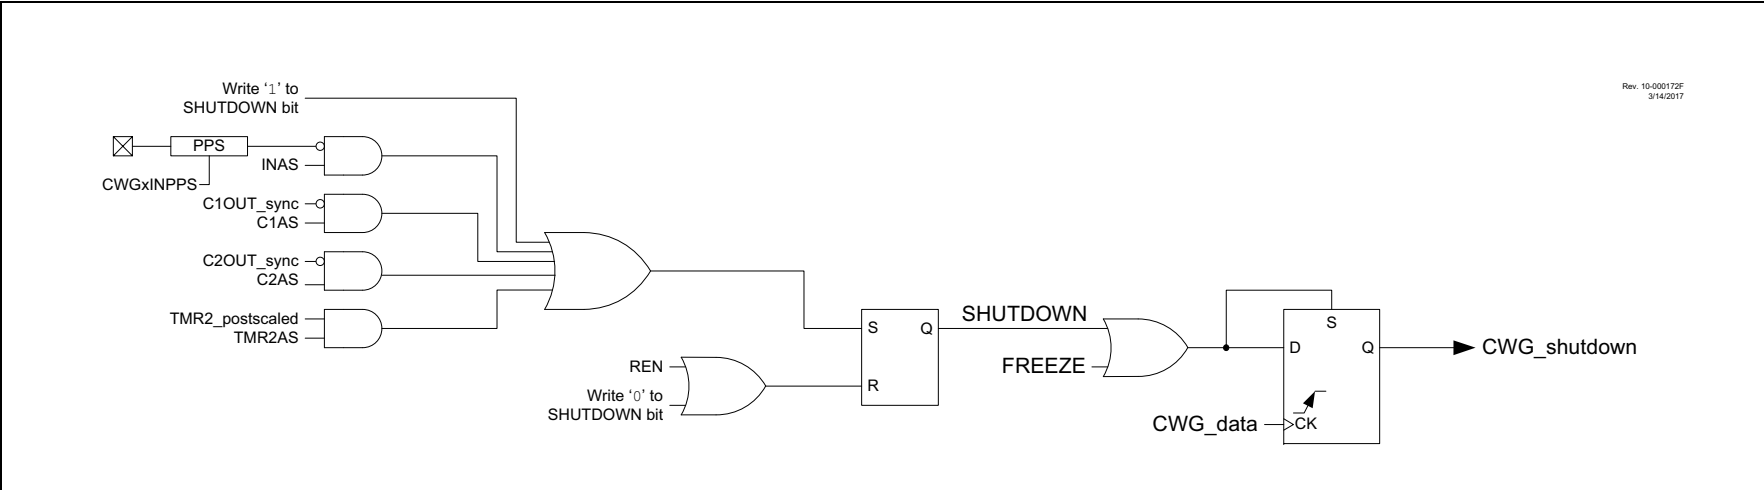 Rev. 10-000172F
3/14/2017
Write ‘1’ to
SHUTDOWN bit
PPS
INAS
CWGxINPPS
C1OUT_sync
C1AS
C2OUT_sync
C2AS
TMR2_postscaled
TMR2AS
REN
Write ‘0’ to
SHUTDOWN bit
S
Q
R
SHUTDOWN
FREEZE
S
D
Q
CWG_data
CK
CWG_shutdown